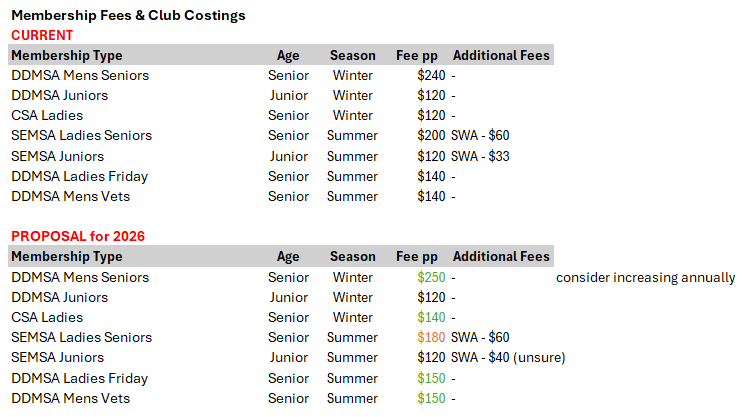 Membership Fees & Club Costings
CURRENT
Membership Type Age Season Fee pp Additional Fees
DDMSA Mens Seniors Senior Winter $240 -
DDMSA Juniors Junior Winter $120 -
CSA Ladies Senior Winter $120 -
SEMSA Ladies Seniors Senior Summer $200 SWA - $60
SEMSA Juniors Junior Summer $120 SWA - $33
DDMSA Ladies Friday Senior Summer $140 -
DDMSA Mens Vets Senior Summer $140 -
PROPOSAL for 2026
Membership Type Age Season Fee pp Additional Fees
DDMSA Mens Seniors Senior Winter $250 - consider increasing annually
DDMSA Juniors Junior Winter $120 -
CSA Ladies Senior Winter $140 -
SEMSA Ladies Seniors Senior Summer $180 SWA - $60
SEMSA Juniors Junior Summer $120 SWA - $40 (unsure)
DDMSA Ladies Friday Senior Summer $150 -
DDMSA Mens Vets Senior Summer $150 -